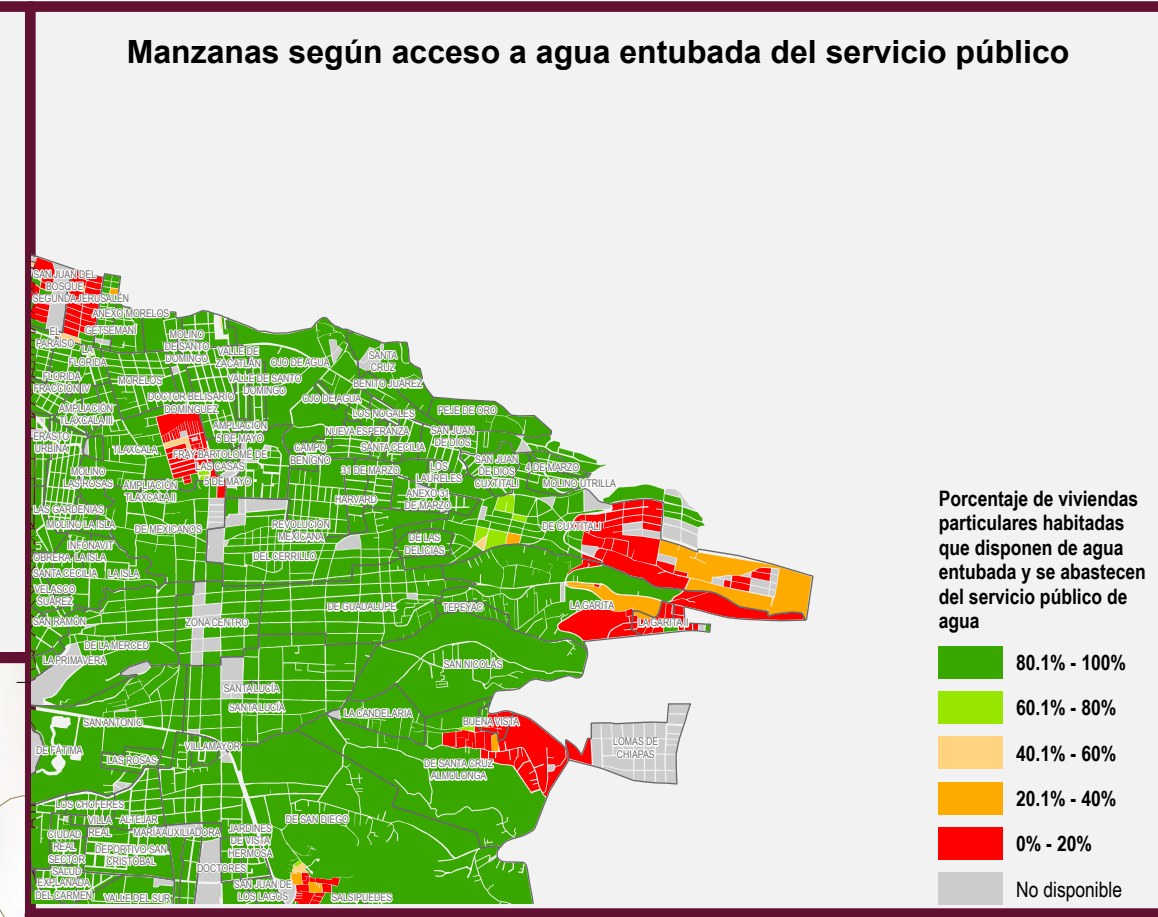 Manzanas según acceso a agua entubada del servicio público
SAN JUAN DEL
BOSQUE
SEGUNDA JERUSALEN
ANEXO MORELOS
EL
PARAISO
GETSEMANÍ
LA
FLORIDA
MOLINO
DE SANTO
DOMINGO
VALLE DE
ZACATLÁN
OJO DE AGUA
SANTA
CRUZ
FLORIDA
FRACCIÓN IV
MORELOS
VALLE DE SANTO
DOMINGO
BENITO JUÁREZ
DOCTOR BELISARIO
DOMÍNGUEZ
OJO DE AGUA
AMPLIACIÓN
TLAXCALA III
LOS NOGALES
PEJE DE ORO
ERASTO
URBINA
TLAXCALA
AMPLIACIÓN
5 DE MAYO
NUEVA ESPERANZA
SAN JUAN
DE DIOS
FRAY BARTOLOMÉ DE
LAS CASAS
CAMPO
BENIGNO
SANTA CECILIA
MOLINO
LAS ROSAS
AMPLIACIÓN
TLAXCALA II
5 DE MAYO
31 DE MARZO
LOS
LAURELES
SAN JUAN
DE DIOS
CUXTITALI
4 DE MARZO
MOLINO UTRILLA
HARVARD
ANEXO 31
DE MARZO
LAS GARDENIAS
MOLINO LA ISLA
DE MEXICANOS
REVOLUCIÓN
MEXICANA
DE CUXTITALI
INFONAVIT
OBRERA LA ISLA
DEL CERRILLO
DE LAS
DELICIAS
SANTA CECILIA
LA ISLA
VELASCO
SUÁREZ
DE GUADALUPE
TEPEYAC
LA GARITA
SAN RAMÓN
ZONA CENTRO
LA GARITA II
DE LA MERCED
LA PRIMAVERA
SAN NICOLÁS
SANTA LUCÍA
SANTA LUCÍA
LA CANDELARIA
SAN ANTONIO
BUENA VISTA
DE FÁTIMA
VILLAMAYOR
LOMAS DE
CHIAPAS
LAS ROSAS
DE SANTA CRUZ
ALMOLONGA
LOS CHOFERES
VILLA
REAL
ALTEJAR
DE SAN DIEGO
CIUDAD
REAL
MARÍA AUXILIADORA
JARDINES
DE VISTA
HERMOSA
DEPORTIVO SAN
CRISTOBAL
SECTOR
SALUD
DOCTORES
EXPLANADA
DEL CARMEN
VALLE DEL SUR
SAN JUAN DE
LOS LAGOS
SALSIPUEDES
Porcentaje de viviendas
particulares habitadas
que disponen de agua
entubada y se abastecen
del servicio público de
agua
80.1% - 100%
60.1% - 80%
40.1% - 60%
20.1% - 40%
0% - 20%
No disponible